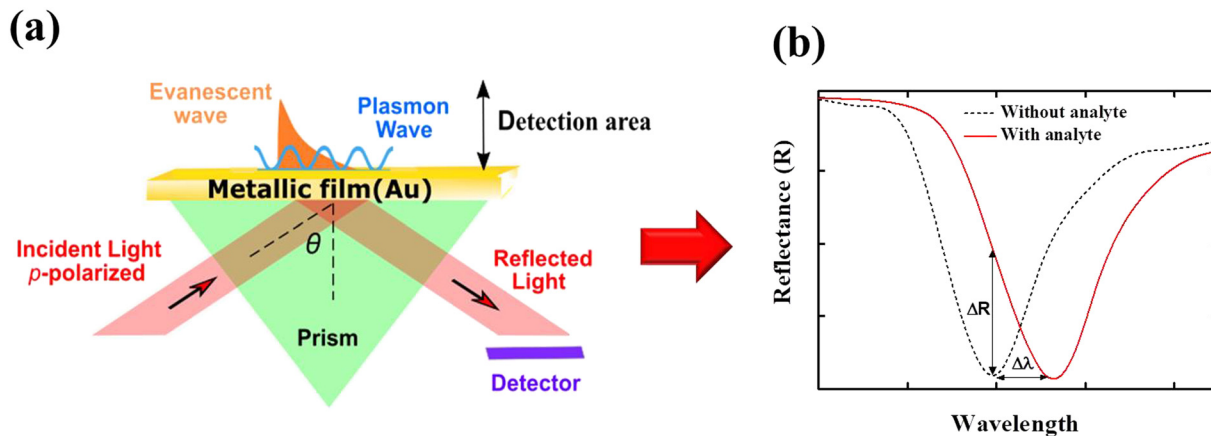 (a)
Evanescent
wave
Plasmon
Wave
Detection area
Metallic film(Au)
θ
Incident Light
p-polarized
Reflected
Light
Prism
Detector
(b)
Without analyte
With analyte
Reflectance (R)
ΔR
Δλ
Wavelength